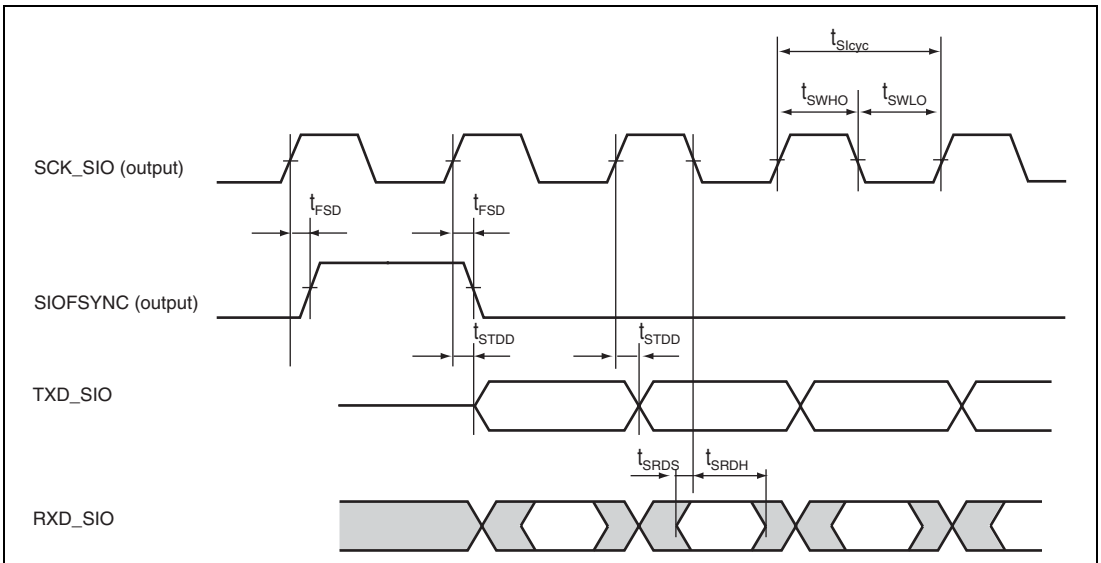 tSIcyc
tSWHO tSWLO
SCK_SIO (output)
tFSD tFSD
SIOFSYNC (output)
tSTDD tSTDD
TXD_SIO
tSRDS tSRDH
RXD_SIO